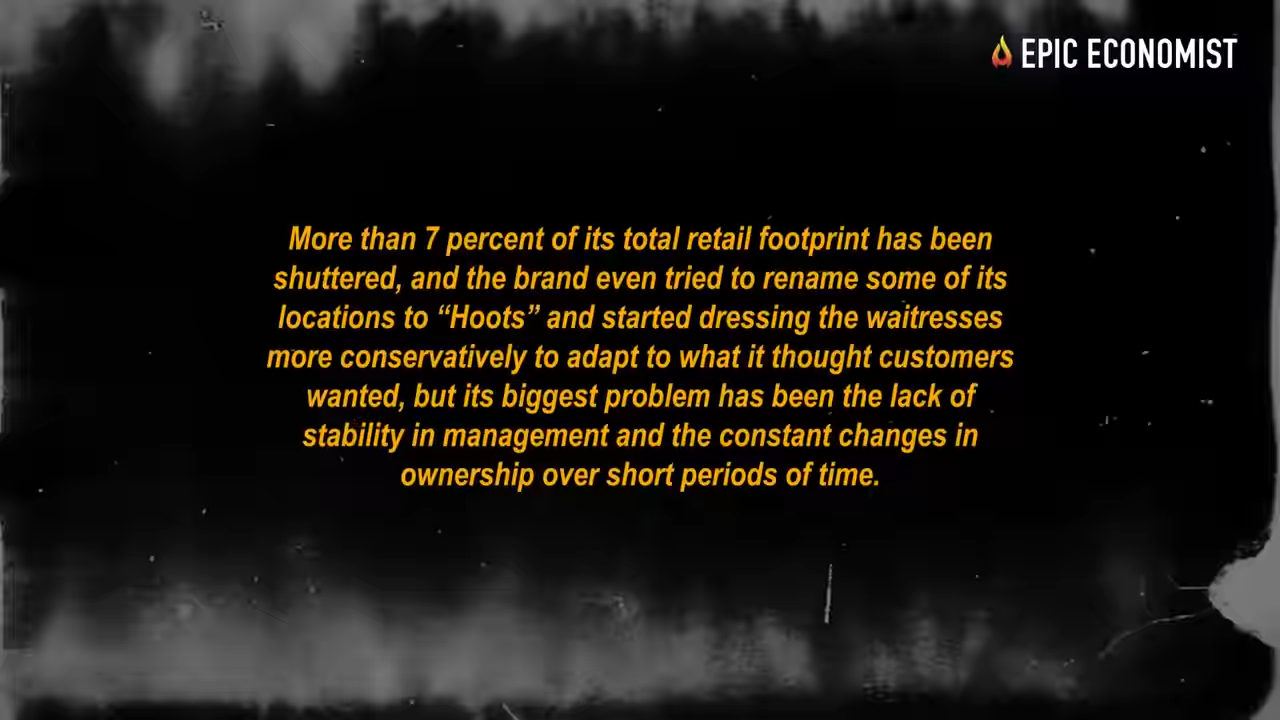 EPIC ECONOMIST
More than 7 percent of its total retail footprint has been
shuttered, and the brand even tried to rename some of its
locations to “Hoots” and started dressing the waitresses
more conservatively to adapt to what it thought customers
wanted, but its biggest problem has been the lack of
stability in management and the constant changes in
ownership over short periods of time.